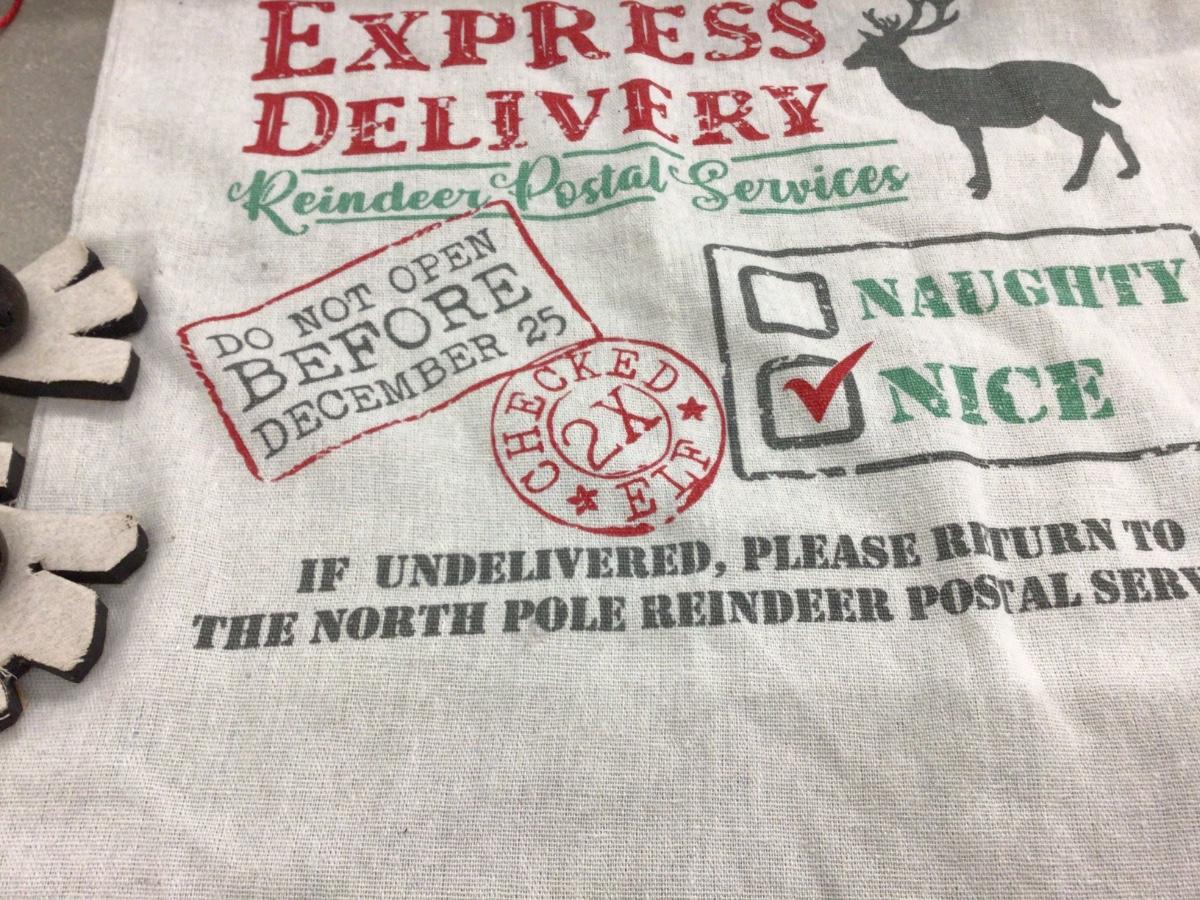 EXPRESS
DELIVERY
Reindeer Postal Services
DO NOT OPEN
BEFORE
DECEMBER 25
CHECKED
2X
ELF
NAUGHTY
NICE
IF UNDELIVERED, PLEASE RETURN TO
THE NORTH POLE REINDEER POSTAL SERV